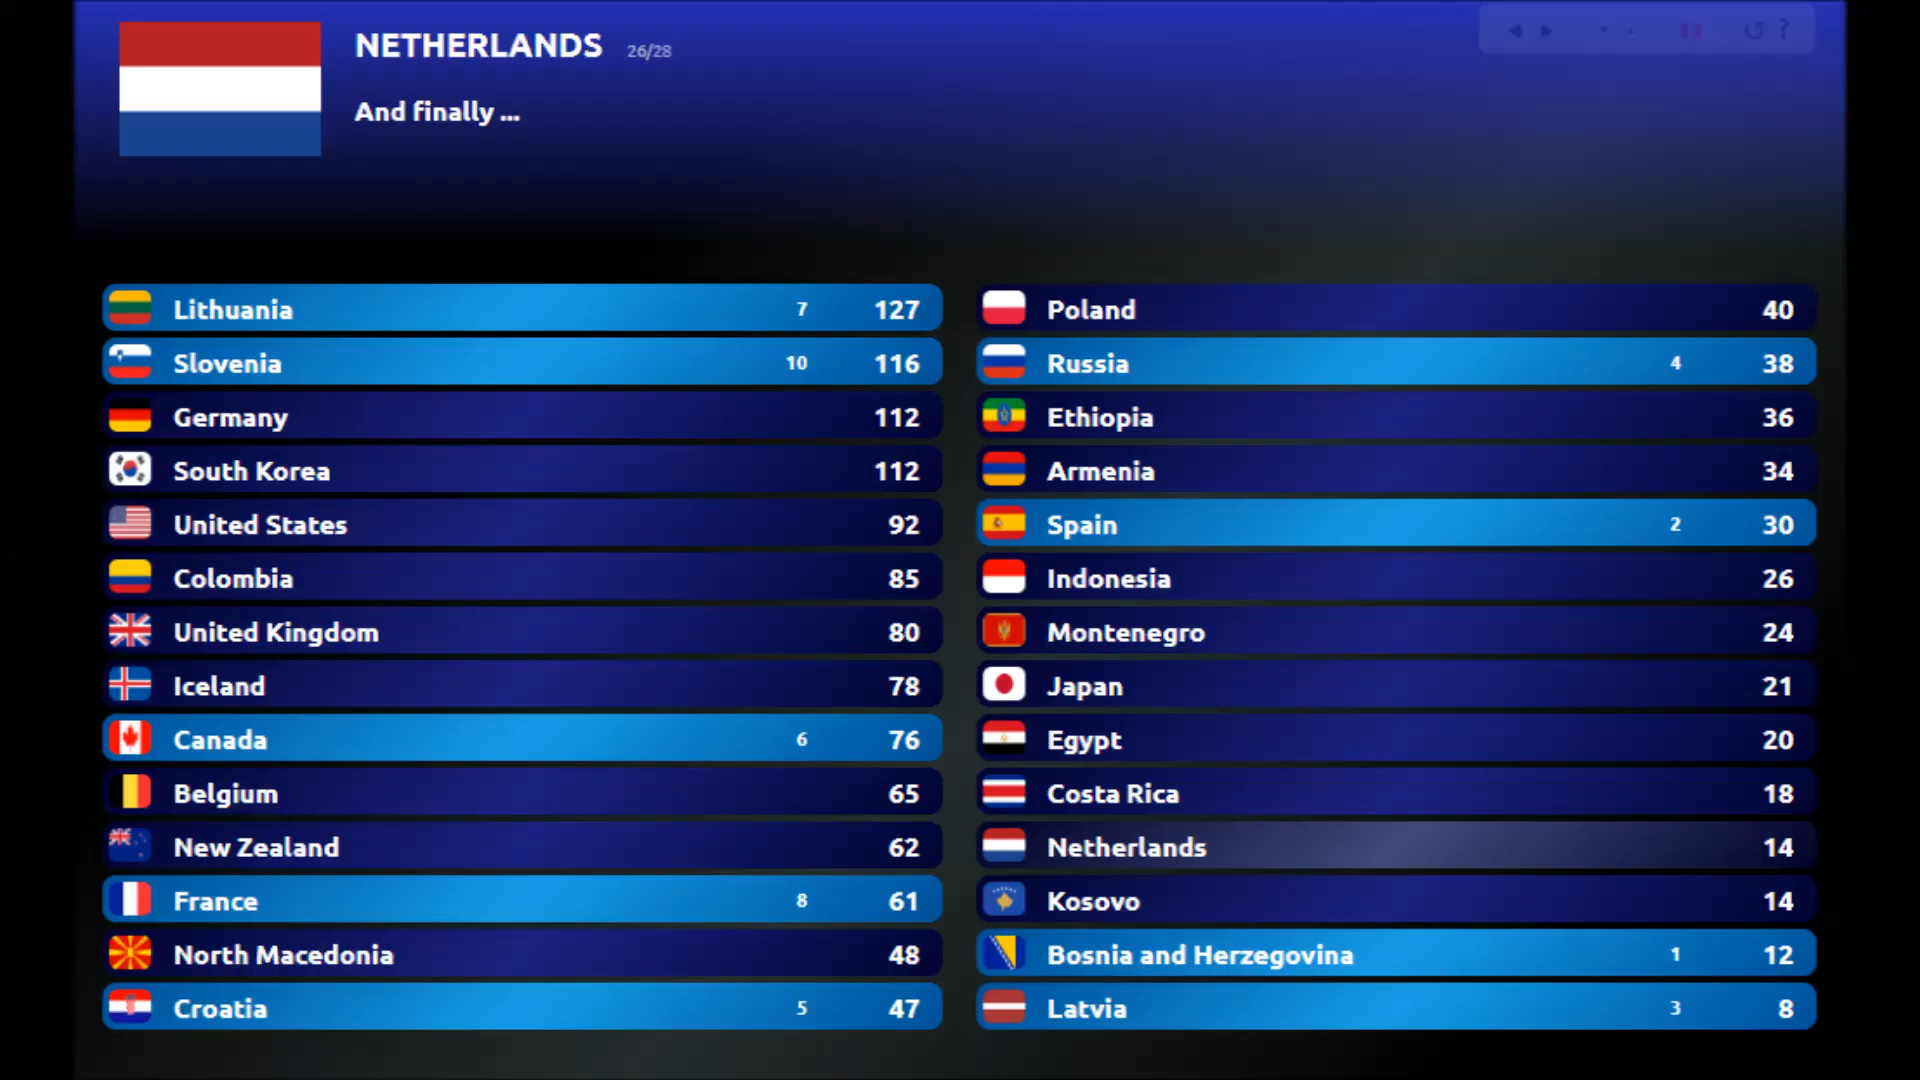 NETHERLANDS 26/28
And finally ...
Lithuania 7 127
Slovenia 10 116
Germany 112
South Korea 112
United States 92
Colombia 85
United Kingdom 80
Iceland 78
Canada 6 76
Belgium 65
New Zealand 62
France 8 61
North Macedonia 48
Croatia 5 47
?
Poland 40
Russia 4 38
Ethiopia 36
Armenia 34
Spain 2 30
Indonesia 26
Montenegro 24
Japan 21
Egypt 20
Costa Rica 18
Netherlands 14
Kosovo 14
Bosnia and Herzegovina 1 12
Latvia 3 8